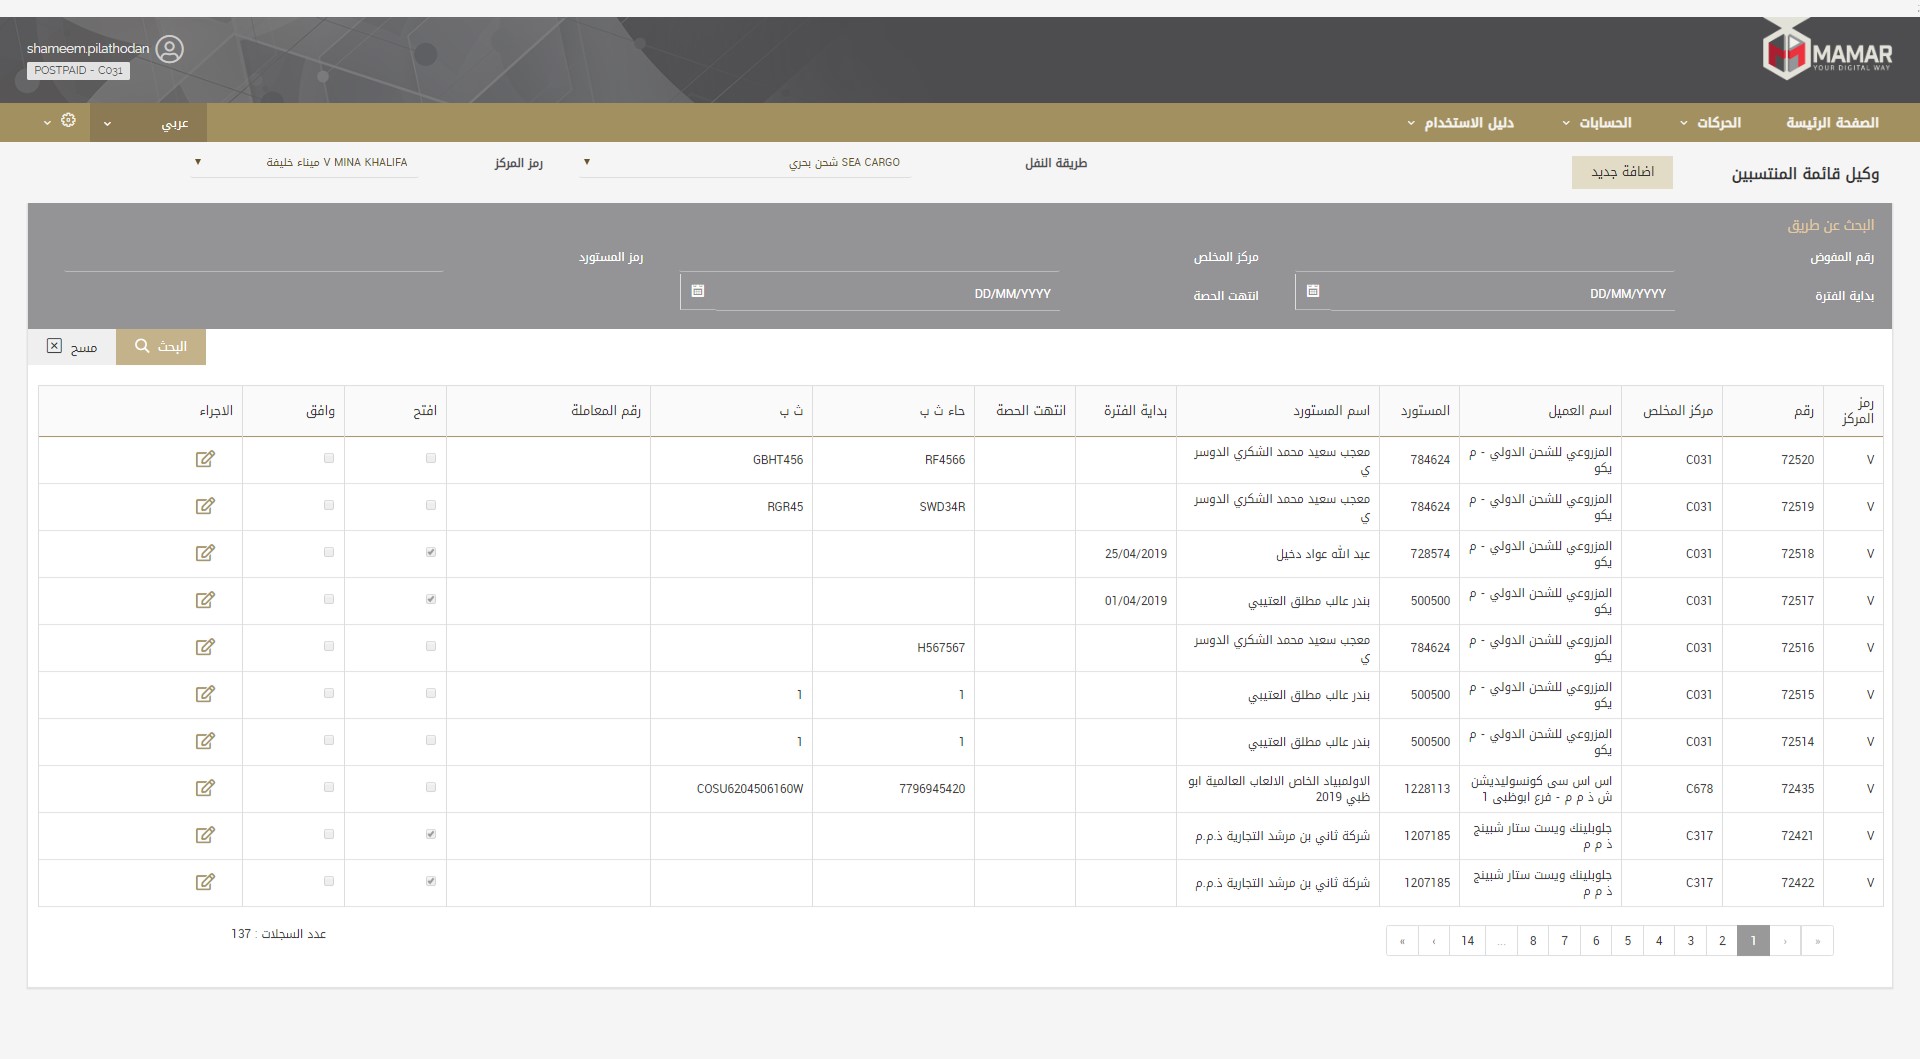 shameem.pilathodan
POSTPAID - C031
MAMAR
YOUR DIGITAL WAY
الصفحة الرئيسة
الحركات
الحسابات
دليل الاستخدام
عربي
وكيل قائمة المنتسبين
اضافة جديد
طريقة النفل
SEA CARGO شحن بحري
رمز المركز
V MINA KHALIFA ميناء خليفة
البحث عن طريق
رقم المفوض
مركز المخلص
رمز المستورد
بداية الفترة
DD/MM/YYYY
انتهت الحصة
DD/MM/YYYY
البحث
مسح
رمز المركز | رقم | مركز المخلص | اسم العميل | المستورد | اسم المستورد | بداية الفترة | انتهت الحصة | حاء ث ب | ث ب | رقم المعاملة | افتح | وافق | الاجراء
V | 72520 | C031 | المزروعي للشحن الدولي - م يكو | 784624 | معجب سعيد محمد الشكري الدوسر ي | RF4566 | GBHT456
V | 72519 | C031 | المزروعي للشحن الدولي - م يكو | 784624 | معجب سعيد محمد الشكري الدوسر ي | SWD34R | RGR45
V | 72518 | C031 | المزروعي للشحن الدولي - م يكو | 728574 | عبد الله عواد دخيل | 25/04/2019
V | 72517 | C031 | المزروعي للشحن الدولي - م يكو | 500500 | بندر عالب مطلق العتيبي | 01/04/2019
V | 72516 | C031 | المزروعي للشحن الدولي - م يكو | 784624 | معجب سعيد محمد الشكري الدوسر ي | H567567
V | 72515 | C031 | المزروعي للشحن الدولي - م يكو | 500500 | بندر عالب مطلق العتيبي | 1 | 1
V | 72514 | C031 | المزروعي للشحن الدولي - م يكو | 500500 | بندر عالب مطلق العتيبي | 1 | 1
V | 72435 | C678 | اس اس سى كونسوليديشن ش ذ م م - فرع ابوظبى 1 | 1228113 | الاولمبياد الخاص الالعاب العالمية ابو ظبي 2019 | 7796945420 | COSU6204506160W
V | 72421 | C317 | جلوبلينك ويست ستار شبينج ذ م م | 1207185 | شركة ثاني بن مرشد التجارية ذ.م.م
V | 72422 | C317 | جلوبلينك ويست ستار شبينج ذ م م | 1207185 | شركة ثاني بن مرشد التجارية ذ.م.م
« ‹ 1 2 3 4 5 6 7 8 ... 14 › »
عدد السجلات : 137